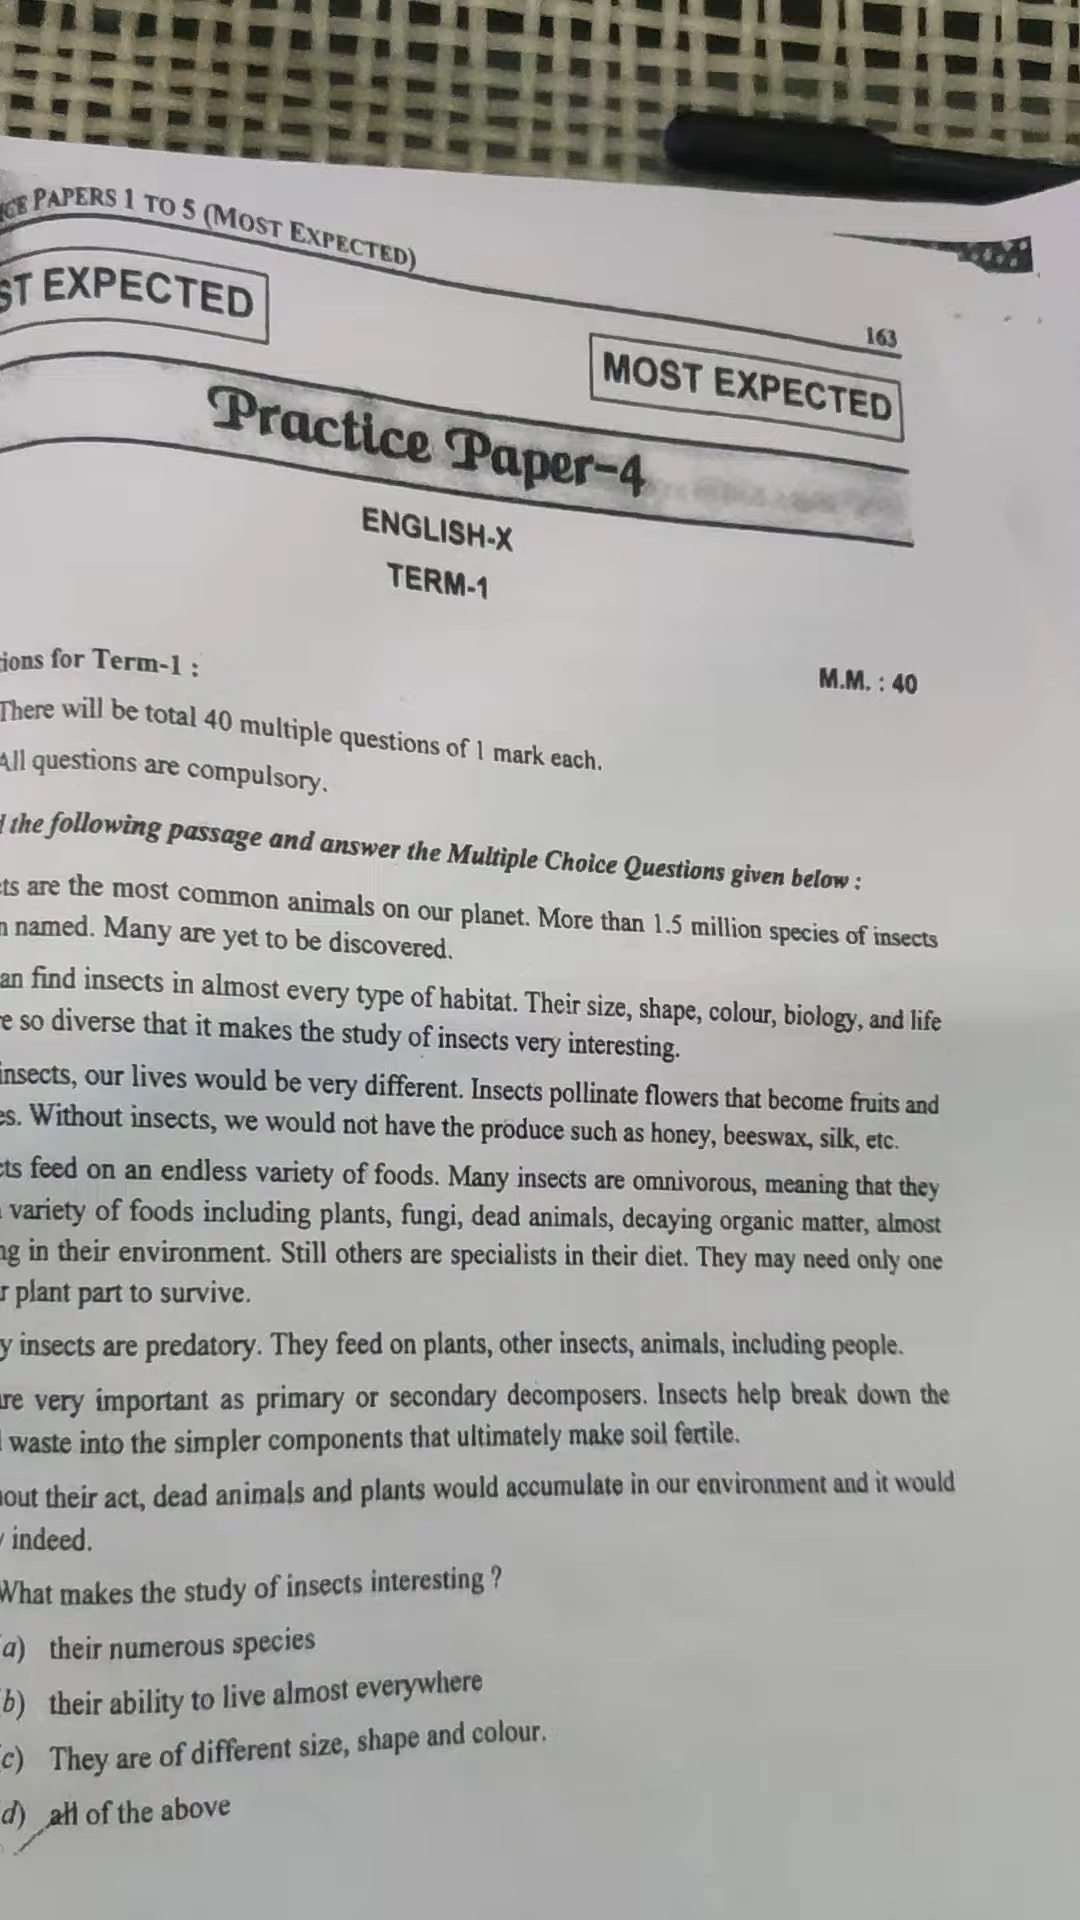 PAPERS 1 TO 5 (MOST EXPECTED)
163
EXPECTED
MOST EXPECTED
Practice Paper-4
ENGLISH-X
TERM-1
for Term-1 :
M.M. : 40
There will be total 40 multiple questions of 1 mark each.
All questions are compulsory.
the following passage and answer the Multiple Choice Questions given below :
are the most common animals on our planet. More than 1.5 million species of insects
named. Many are yet to be discovered.
find insects in almost every type of habitat. Their size, shape, colour, biology, and life
so diverse that it makes the study of insects very interesting.
insects, our lives would be very different. Insects pollinate flowers that become fruits and
Without insects, we would not have the produce such as honey, beeswax, silk, etc.
feed on an endless variety of foods. Many insects are omnivorous, meaning that they
variety of foods including plants, fungi, dead animals, decaying organic matter, almost
in their environment. Still others are specialists in their diet. They may need only one
plant part to survive.
insects are predatory. They feed on plants, other insects, animals, including people.
very important as primary or secondary decomposers. Insects help break down the
waste into the simpler components that ultimately make soil fertile.
their act, dead animals and plants would accumulate in our environment and it would
indeed.
What makes the study of insects interesting ?
(a) their numerous species
(b) their ability to live almost everywhere
(c) They are of different size, shape and colour.
(d) all of the above